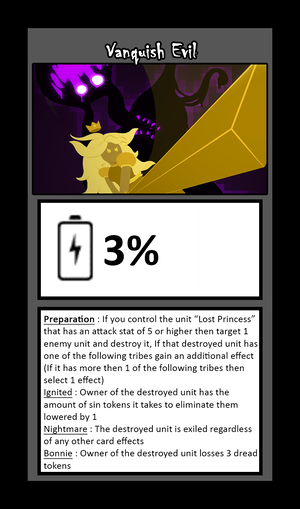 Vanquish Evil
3%
Preparation : If you control the unit “Lost Princess”
that has an attack stat of 5 or higher then target 1
enemy unit and destroy it, If that destroyed unit has
one of the following tribes gain an additional effect
(If it has more then 1 of the following tribes then
select 1 effect)
Ignited : Owner of the destroyed unit has the
amount of sin tokens it takes to eliminate them
lowered by 1
Nightmare : The destroyed unit is exiled regardless
of any other card effects
Bonnie : Owner of the destroyed unit losses 3 dread
tokens